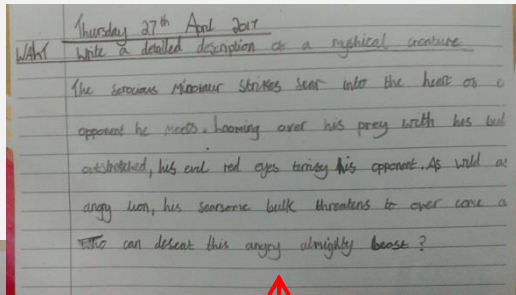 Thursday 27th April 2017
WAHT Write a detailed description of a mythical creature
The ferocious Minotaur strikes fear into the heart of
opponent he meets. Looming over his prey with his
outstretched, his evil red eyes terrify his opponent. As wild as
angry lion, his fearsome bulk threatens to over come a
Who can defeat this angry almighty beast?